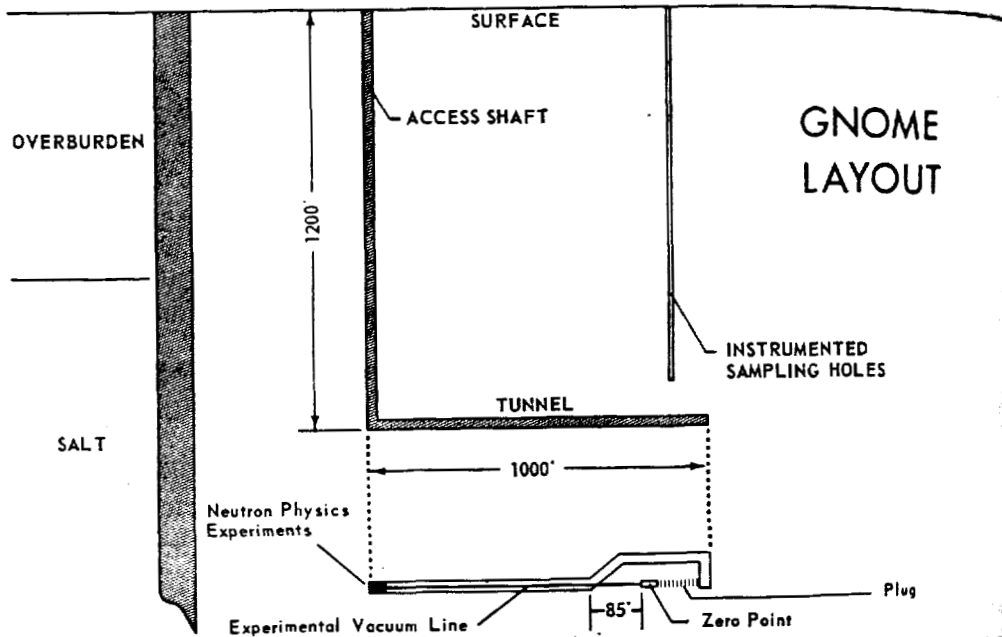 SURFACE
ACCESS SHAFT
GNOME
LAYOUT
OVERBURDEN
1200'
INSTRUMENTED
SAMPLING HOLES
TUNNEL
SALT
1000'
Neutron Physics
Experiments
85'
Plug
Experimental Vacuum Line
Zero Point